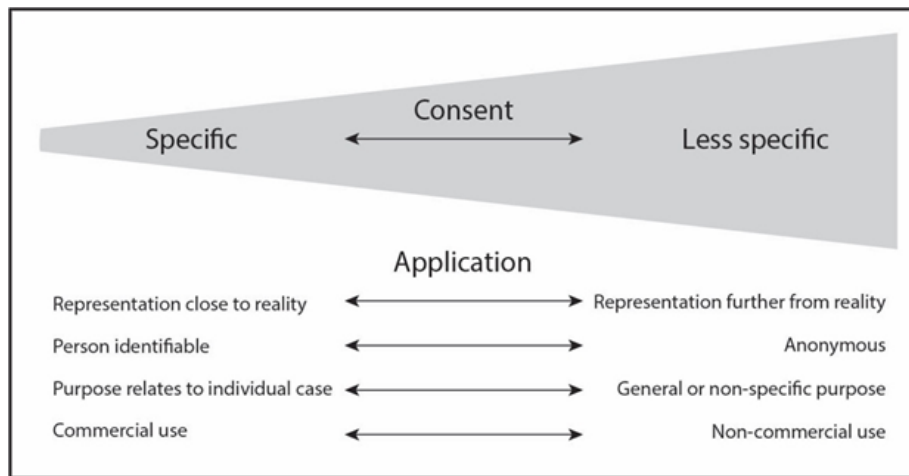 Consent
Specific
Less specific
Application
Representation close to reality
Representation further from reality
Person identifiable
Anonymous
Purpose relates to individual case
General or non-specific purpose
Commercial use
Non-commercial use